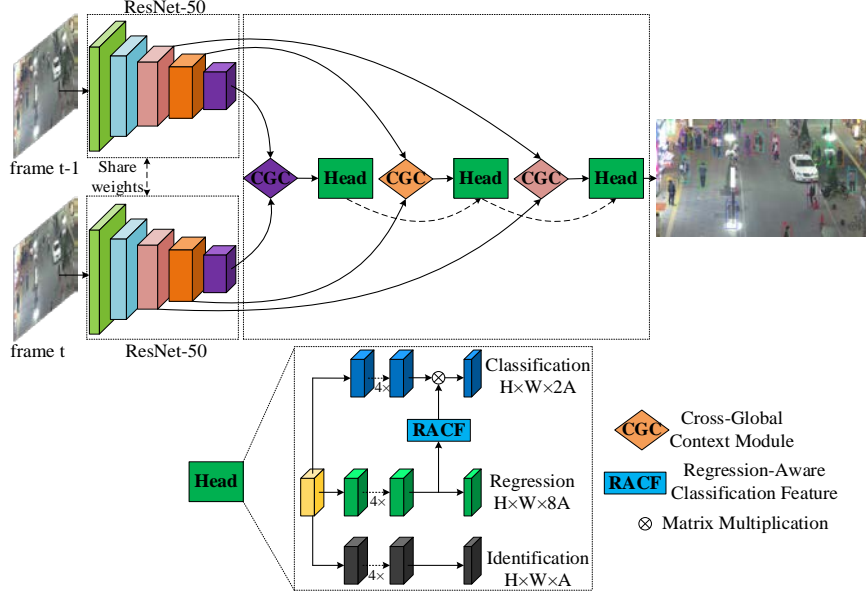 ResNet-50
frame t-1
Share
weights
CGC
Head
CGC
Head
CGC
Head
frame t
ResNet-50
Head
4×
Classification
H×W×2A
RACF
4×
Regression
H×W×8A
4×
Identification
H×W×A
CGC
Cross-Global
Context Module
RACF
Regression-Aware
Classification Feature
Matrix Multiplication